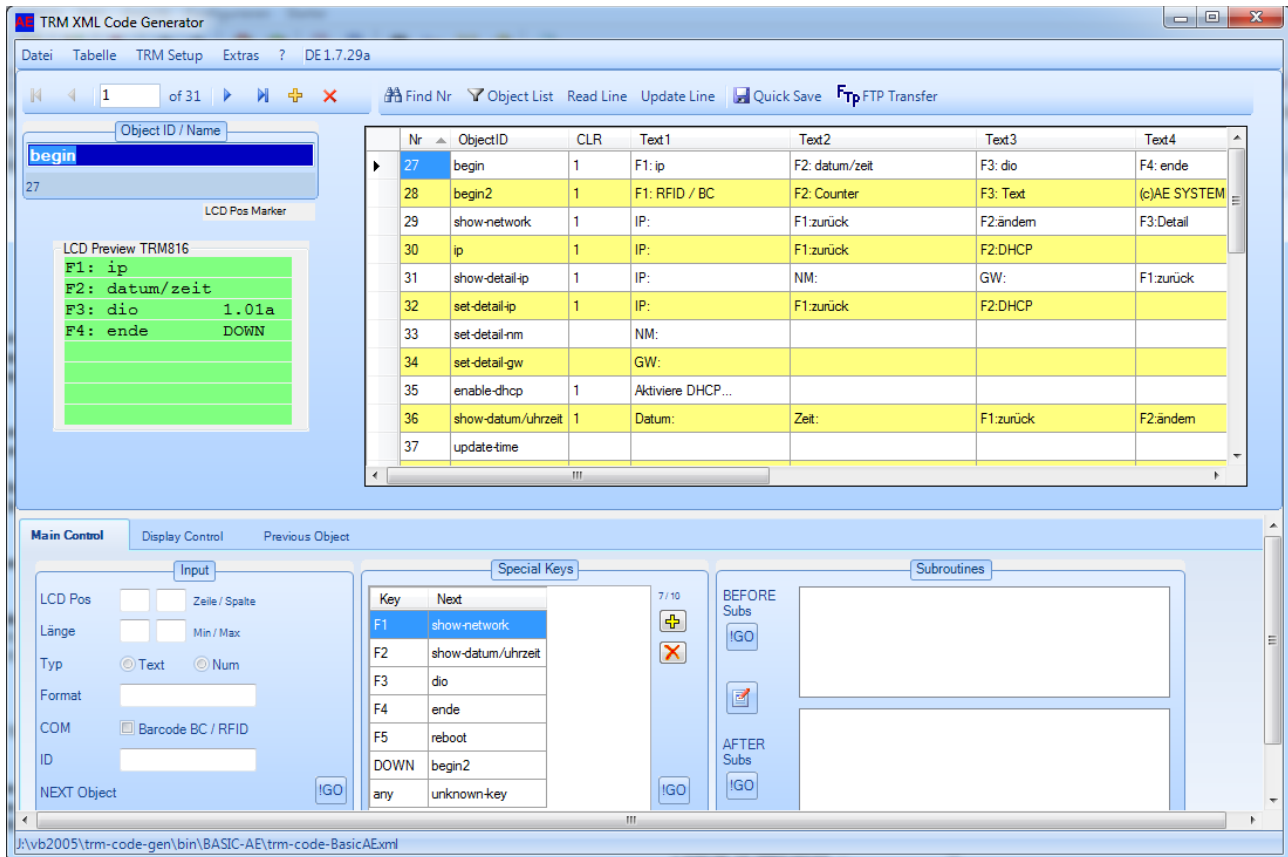 AE TRM XML Code Generator
Datei Tabelle TRM Setup Extras ? DE1.7.29a
1 of 31 Find Nr Object List Read Line Update Line Quick Save FTp FTP Transfer
Object ID / Name
begin
27
LCD Pos Marker
LCD Preview TRM816
F1: ip
F2: datum/zeit
F3: dio 1.01a
F4: ende DOWN
Nr ObjectID CLR Text1 Text2 Text3 Text4
27 begin 1 F1: ip F2: datum/zeit F3: dio F4: ende
28 begin2 1 F1: RFID / BC F2: Counter F3: Text (c)AE SYSTEM
29 show-network 1 IP: F1:zurück F2:ändern F3:Detail
30 ip 1 IP: F1:zurück F2:DHCP
31 show-detail-ip 1 IP: NM: GW: F1:zurück
32 set-detail-ip 1 IP: F1:zurück F2:DHCP
33 set-detail-nm NM:
34 set-detail-gw GW:
35 enable-dhcp 1 Aktiviere DHCP...
36 show-datum/uhrzeit 1 Datum: Zeit: F1:zurück F2:ändern
37 update-time
Main Control Display Control Previous Object
Input
LCD Pos Zeile / Spalte
Länge Min / Max
Typ Text Num
Format
COM Barcode BC / RFID
ID
NEXT Object !GO
Special Keys
Key Next 7 / 10
F1 show-network
F2 show-datum/uhrzeit
F3 dio
F4 ende
F5 reboot
DOWN begin2
any unknown-key !GO
Subroutines
BEFORE
Subs
!GO
AFTER
Subs
!GO
J:\vb2005\trm-code-gen\bin\BASIC-AE\trm-code-BasicAE.xml